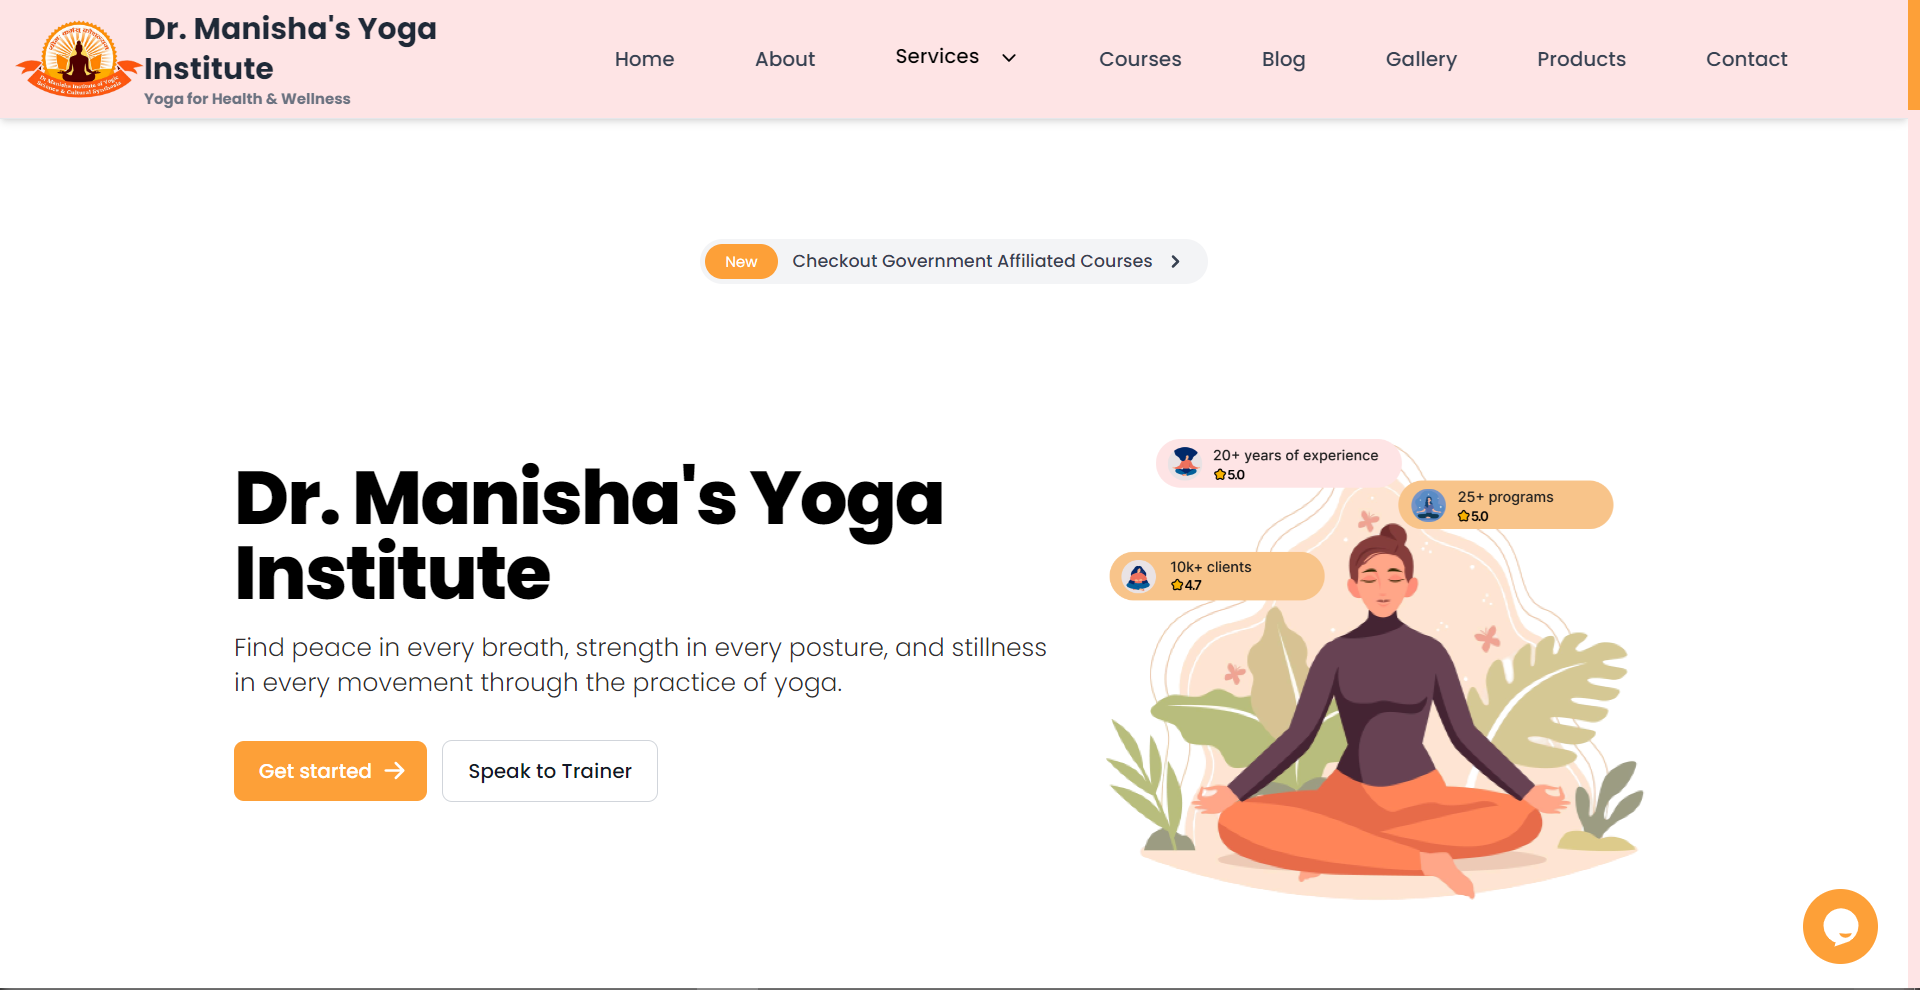 Dr. Manisha's Yoga
Institute
Yoga for Health & Wellness
Home
About
Services
Courses
Blog
Gallery
Products
Contact
New
Checkout Government Affiliated Courses
Dr. Manisha's Yoga
Institute
Find peace in every breath, strength in every posture, and stillness
in every movement through the practice of yoga.
Get started
Speak to Trainer
20+ years of experience
5.0
25+ programs
5.0
10k+ clients
4.7